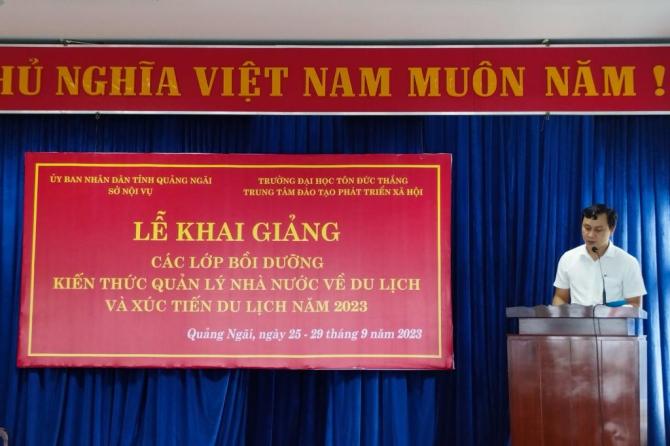 HỦ NGHĨA VIỆT NAM MUÔN NĂM !
ỦY BAN NHÂN DÂN TỈNH QUẢNG NGÃI
SỞ NỘI VỤ
TRƯỜNG ĐẠI HỌC TÔN ĐỨC THẮNG
TRUNG TÂM ĐÀO TẠO PHÁT TRIỂN XÃ HỘI
LỄ KHAI GIẢNG
CÁC LỚP BỒI DƯỠNG
KIẾN THỨC QUẢN LÝ NHÀ NƯỚC VỀ DU LỊCH
VÀ XÚC TIẾN DU LỊCH NĂM 2023
Quảng Ngãi, ngày 25 - 29 tháng 9 năm 2023